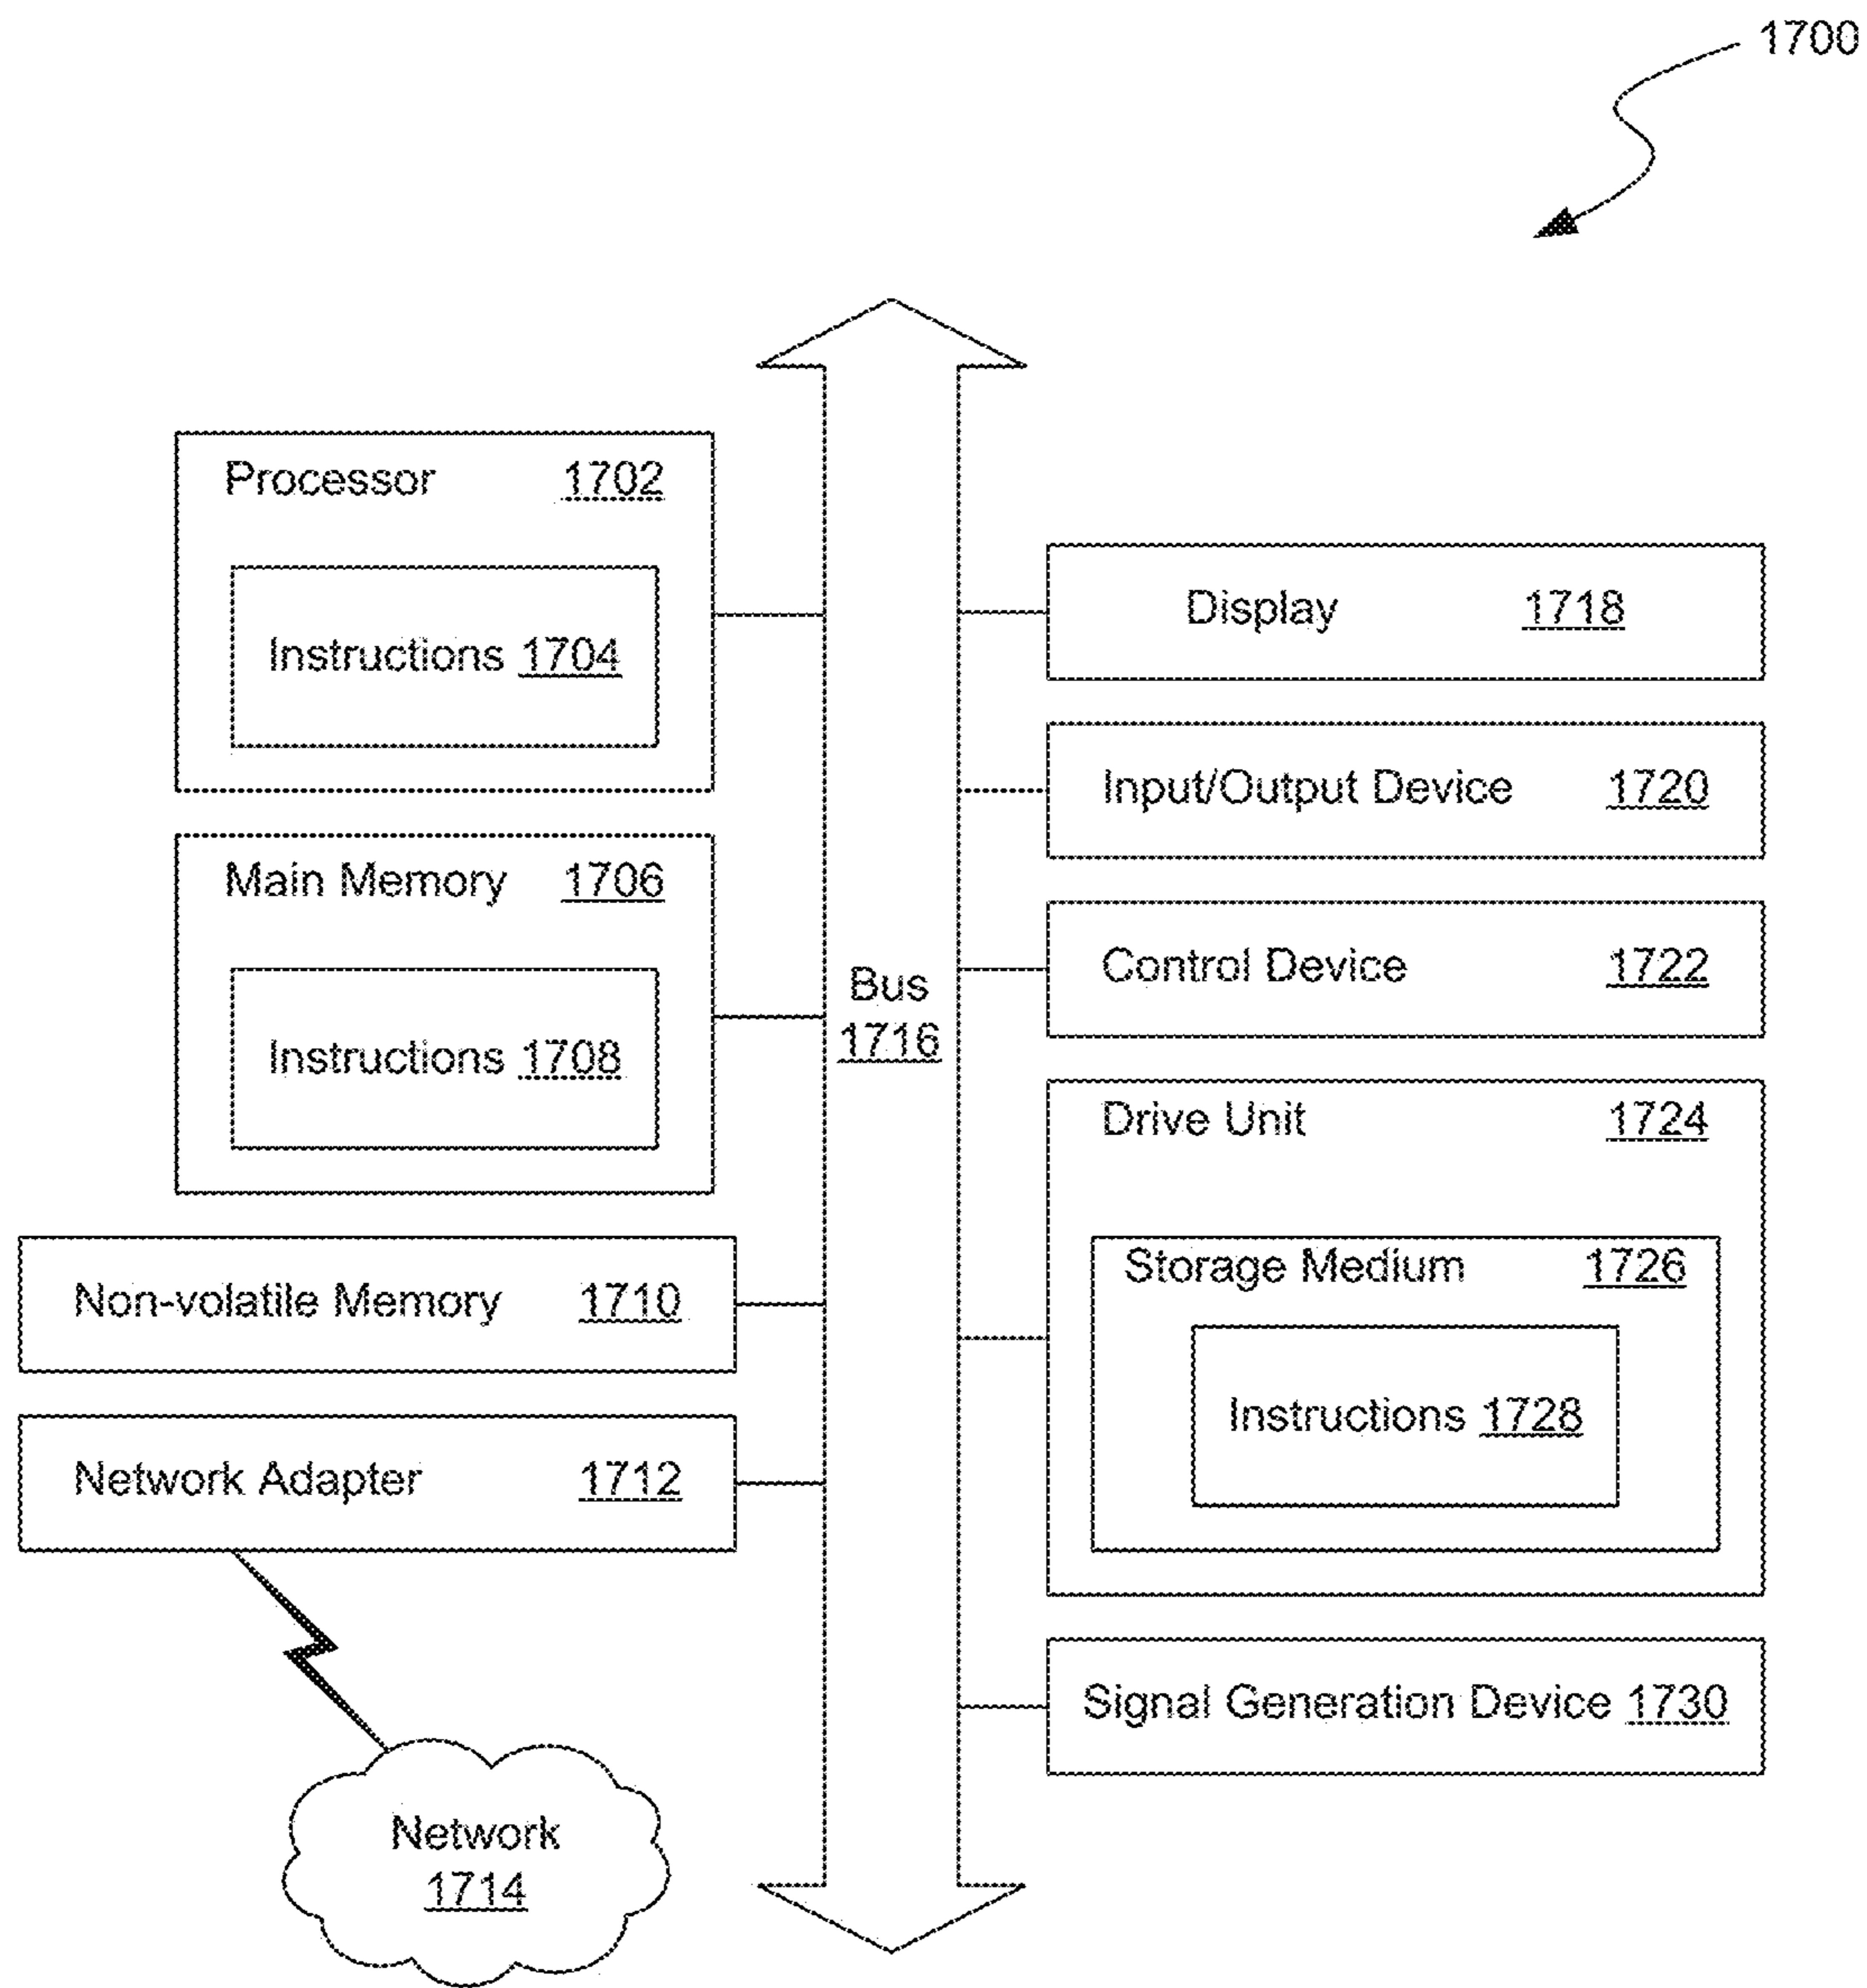 1700
Processor 1702
Instructions 1704
Main Memory 1706
Instructions 1708
Non-volatile Memory 1710
Network Adapter 1712
Network
1714
Bus
1716
Display 1718
Input/Output Device 1720
Control Device 1722
Drive Unit 1724
Storage Medium 1726
Instructions 1728
Signal Generation Device 1730